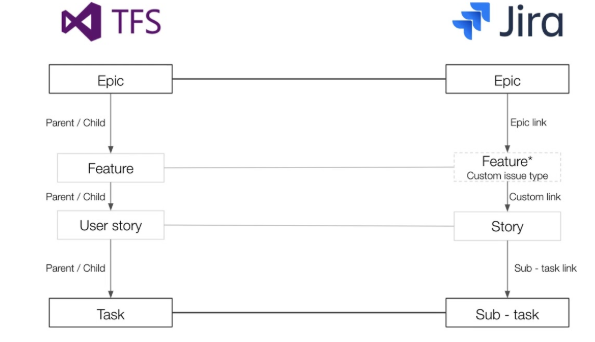 TFS
Jira
Epic
Epic
Parent / Child
Epic link
Feature
Feature*
Custom issue type
Parent / Child
Custom link
User story
Story
Parent / Child
Sub - task link
Task
Sub - task